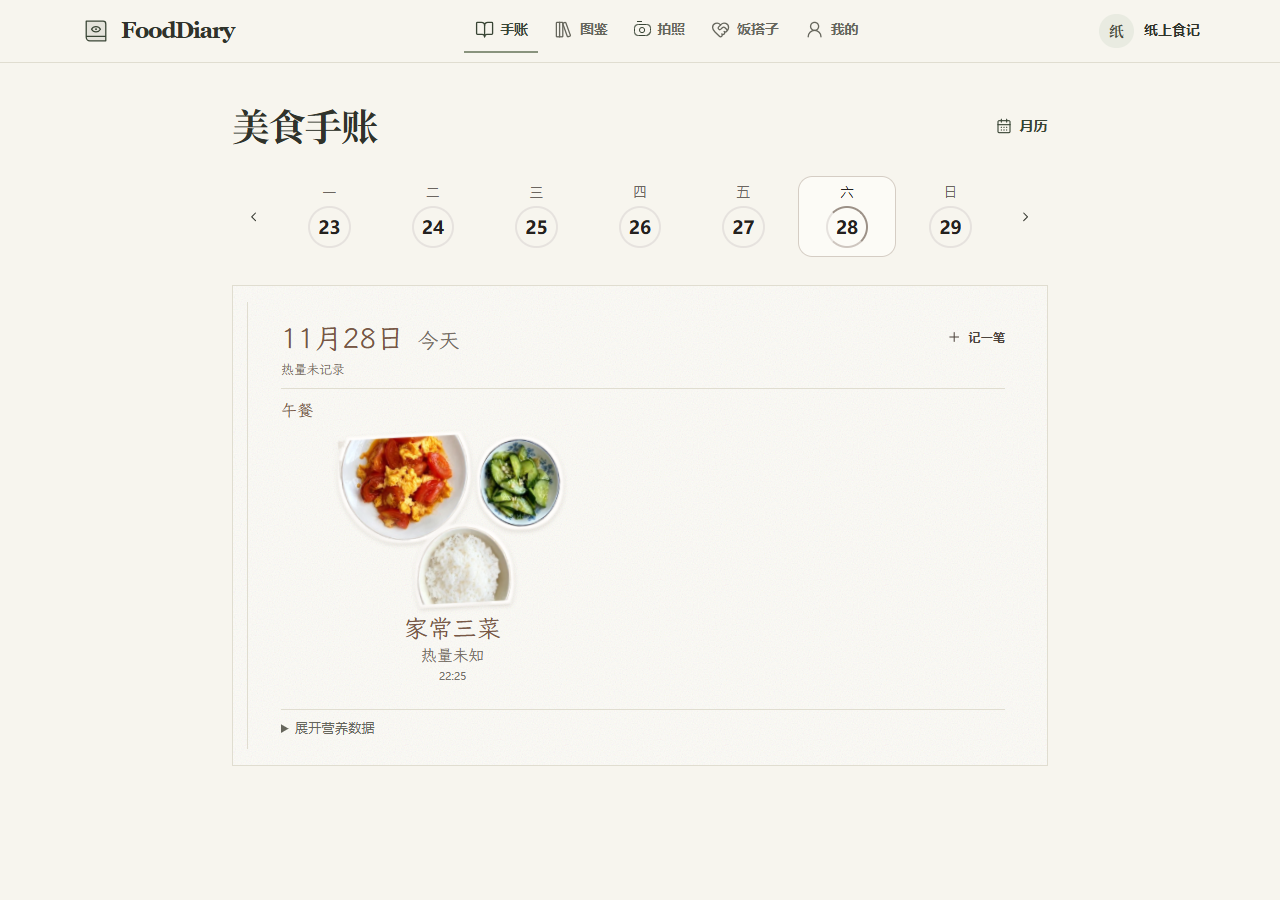 FoodDiary
手账
图鉴
拍照
饭搭子
我的
纸
纸上食记
美食手账
月历
一
二
三
四
五
六
日
23
24
25
26
27
28
29
11月28日 今天
记一笔
热量未记录
午餐
家常三菜
热量未知
22:25
展开营养数据